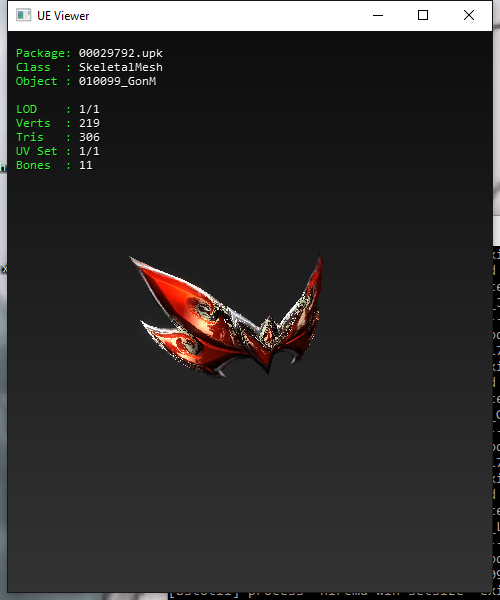 UE Viewer
Package: 00029792.upk
Class : SkeletalMesh
Object : 010099_GonM
LOD : 1/1
Verts : 219
Tris : 306
UV Set : 1/1
Bones : 11